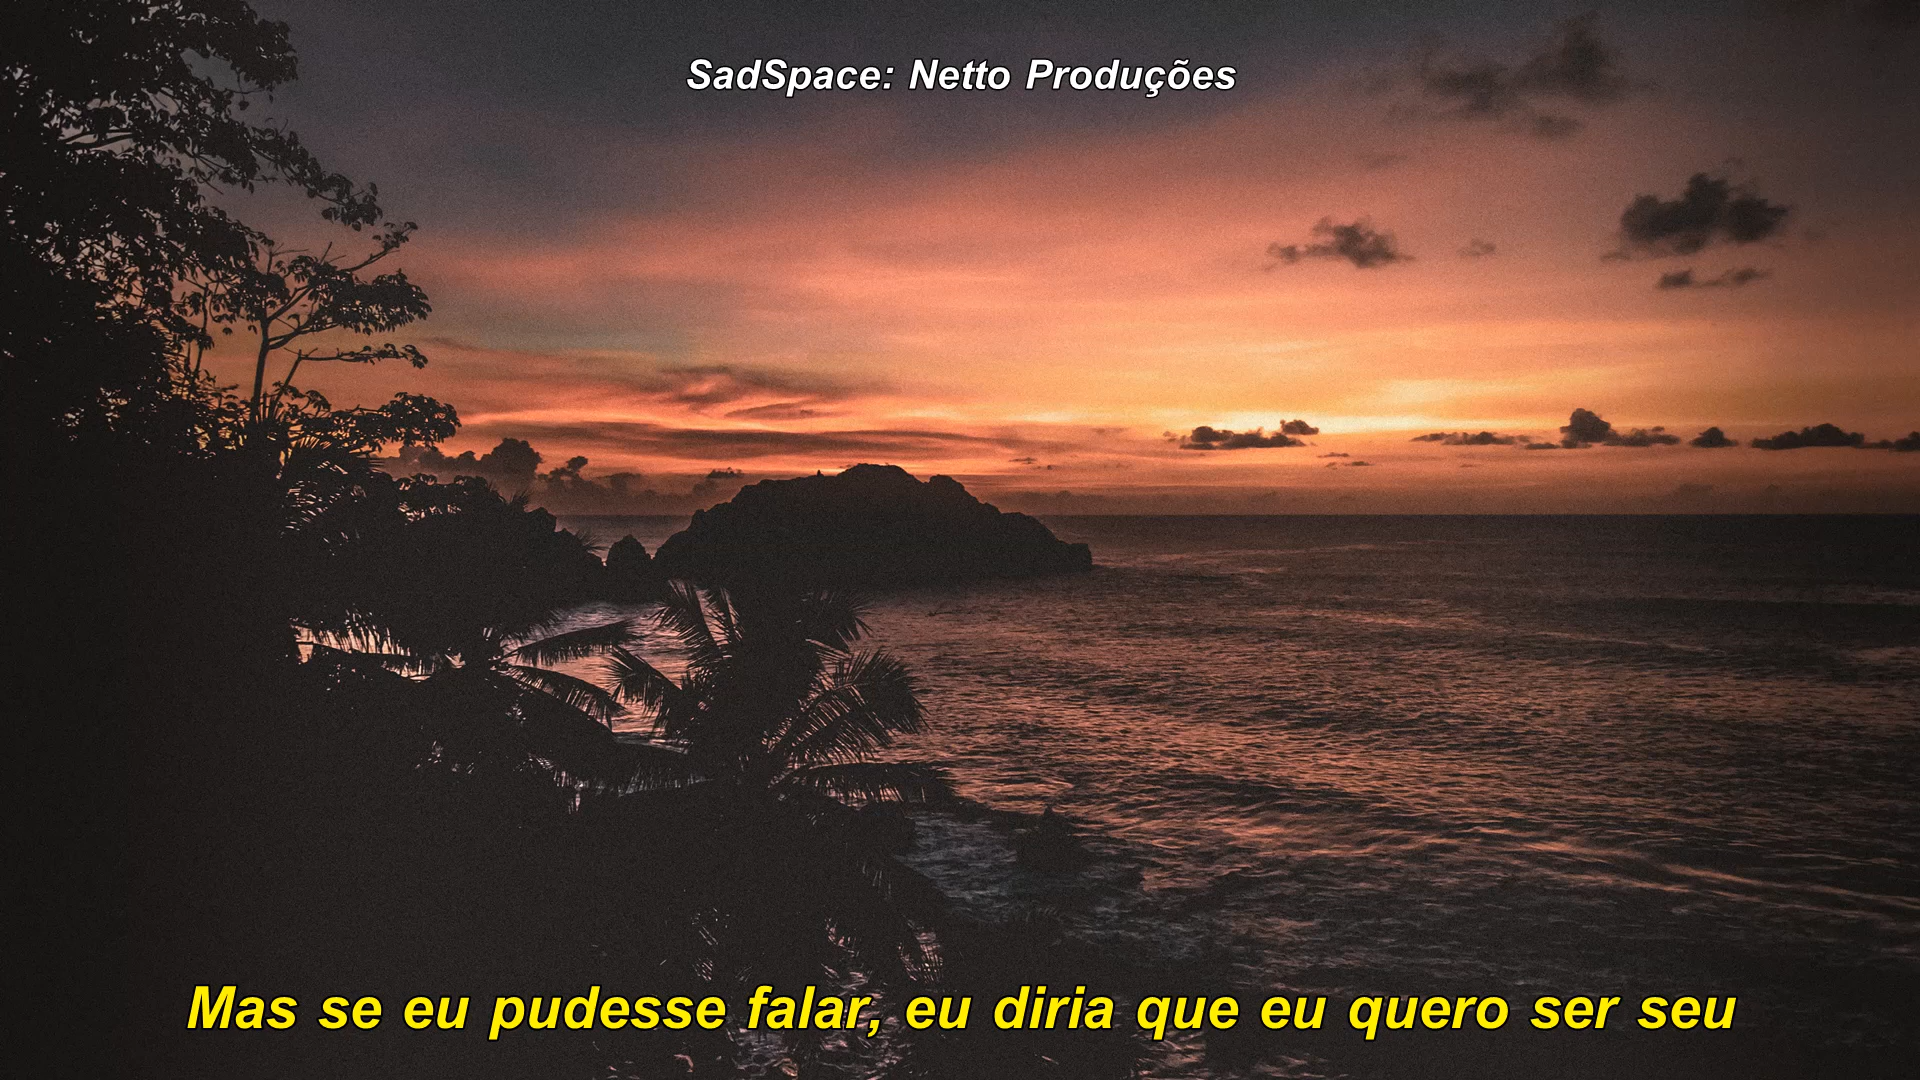 SadSpace: Netto Produções
Mas se eu pudesse falar, eu diria que eu quero ser seu